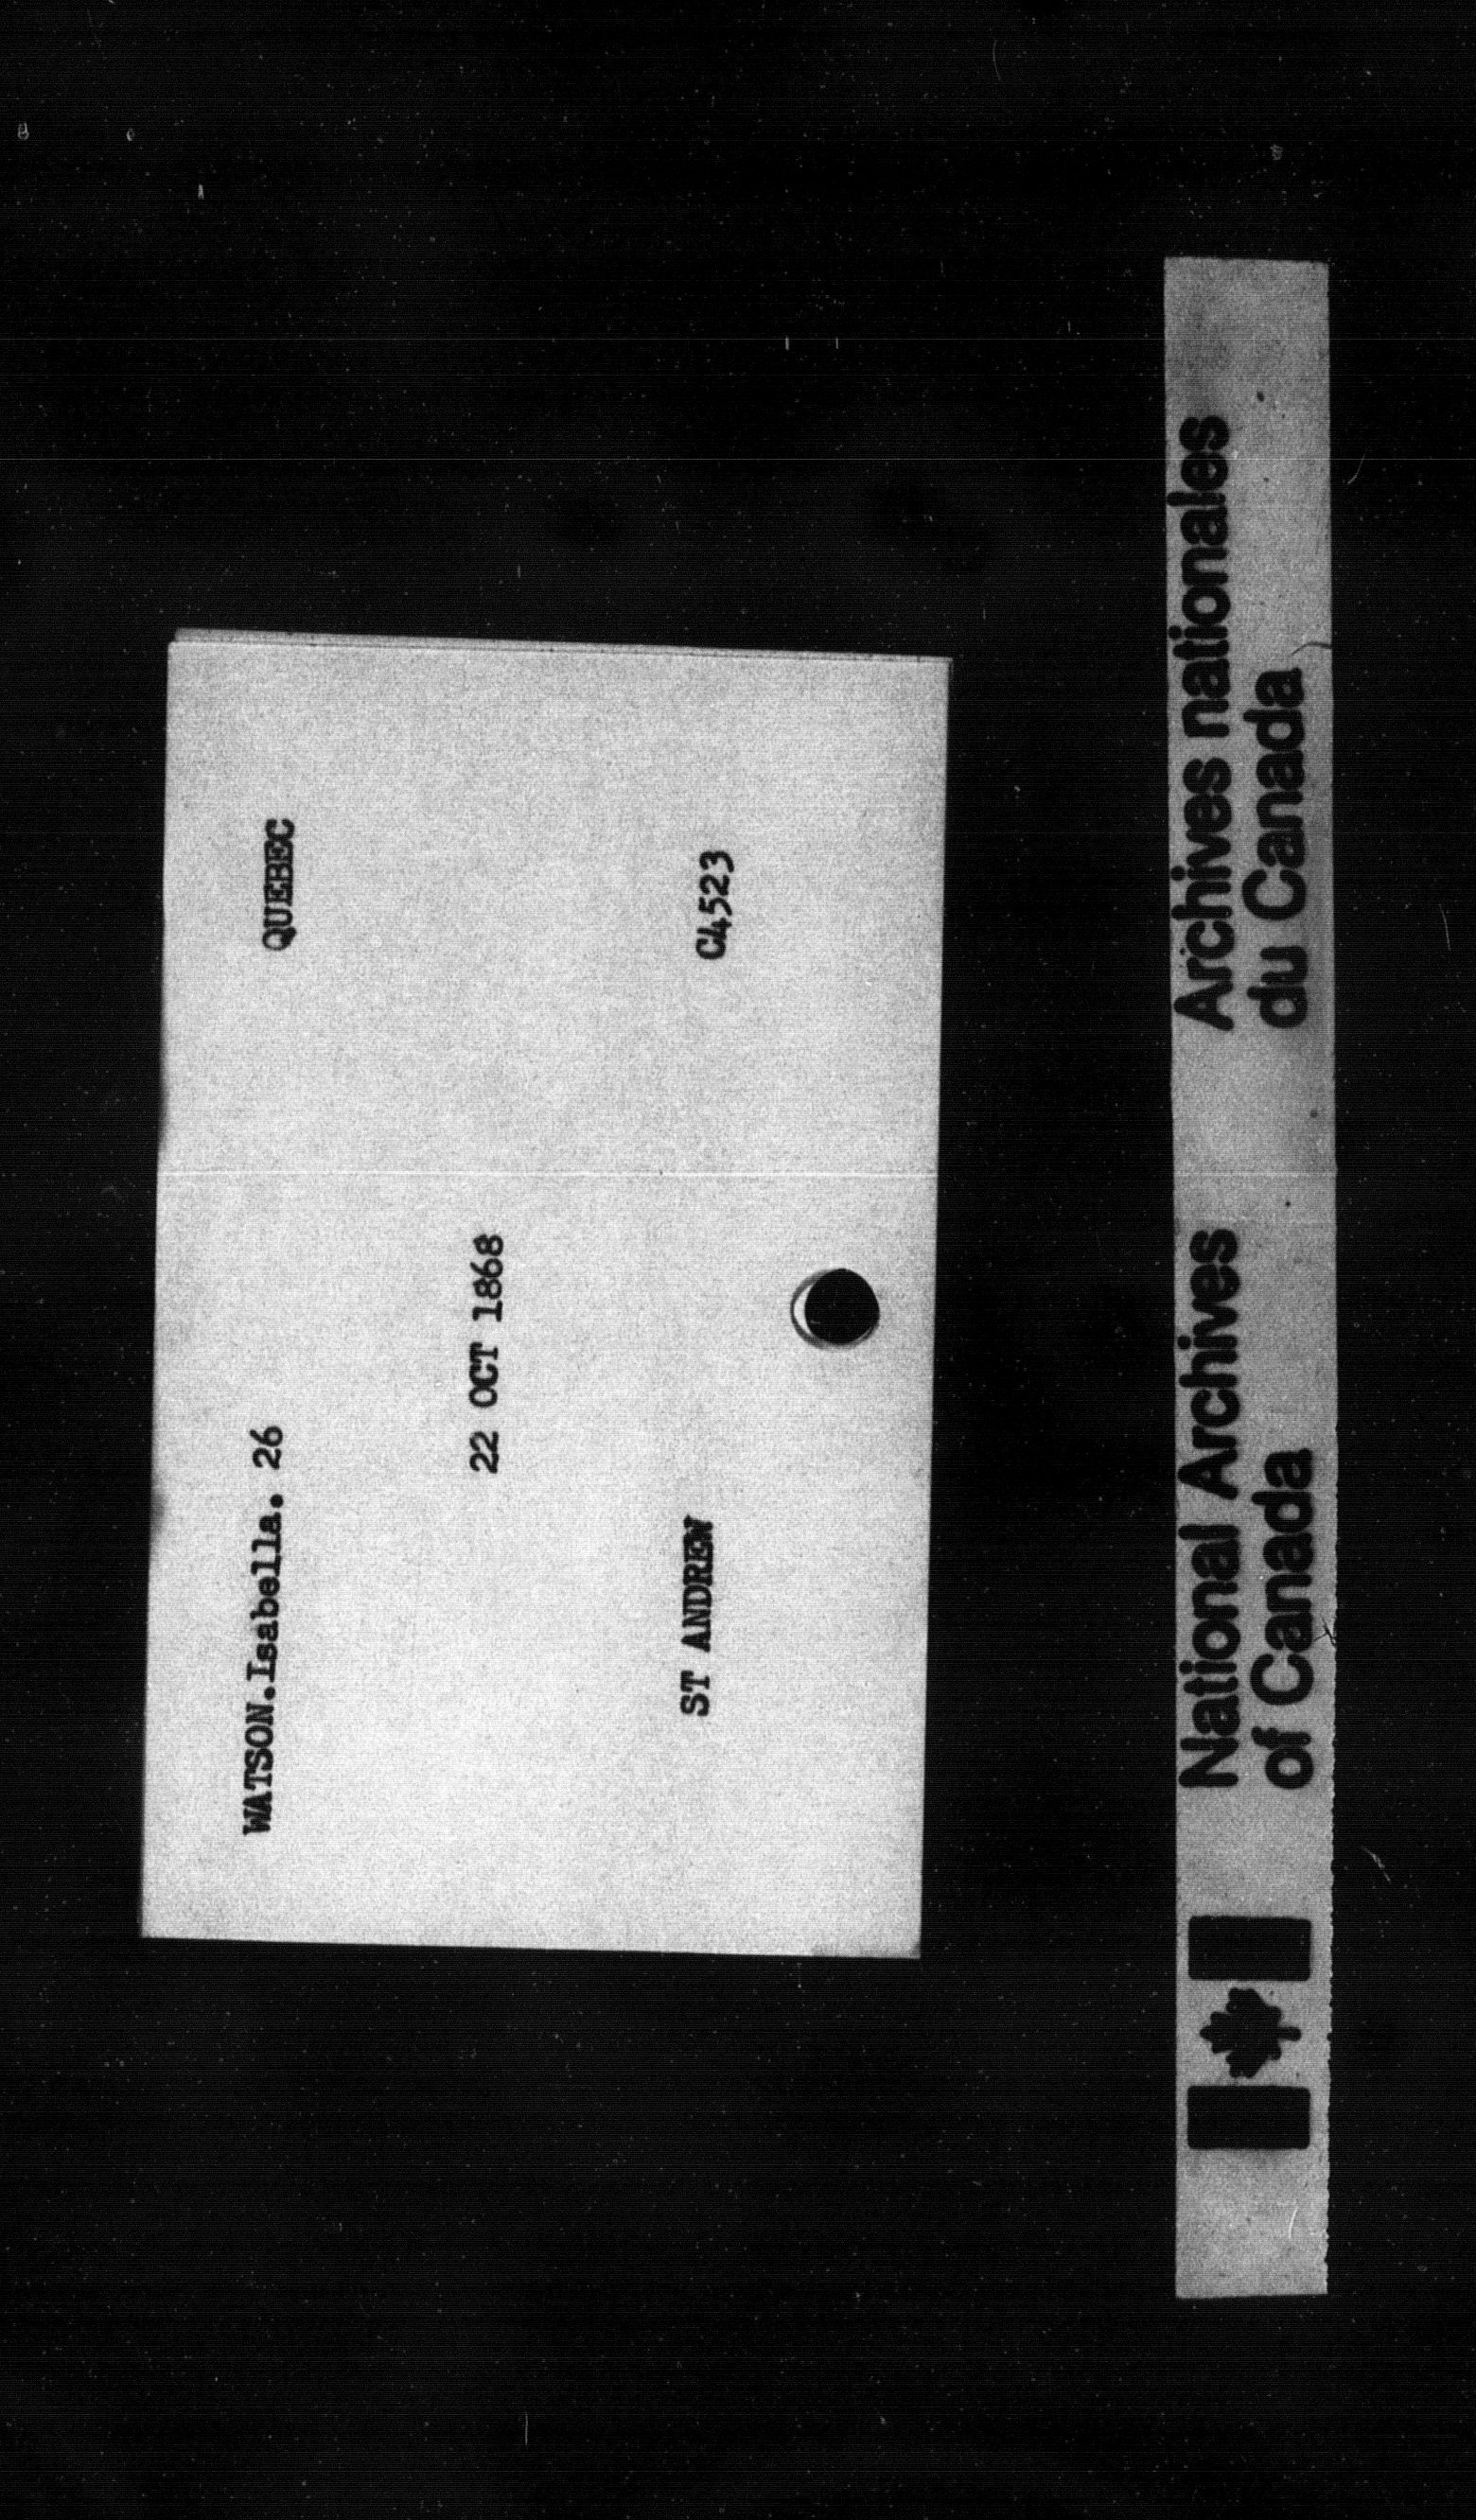 WATSON.Isabella. 26 QUEBEC
22 OCT 1868
ST ANDREW C4523
National Archives Archives nationales
of Canada du Canada